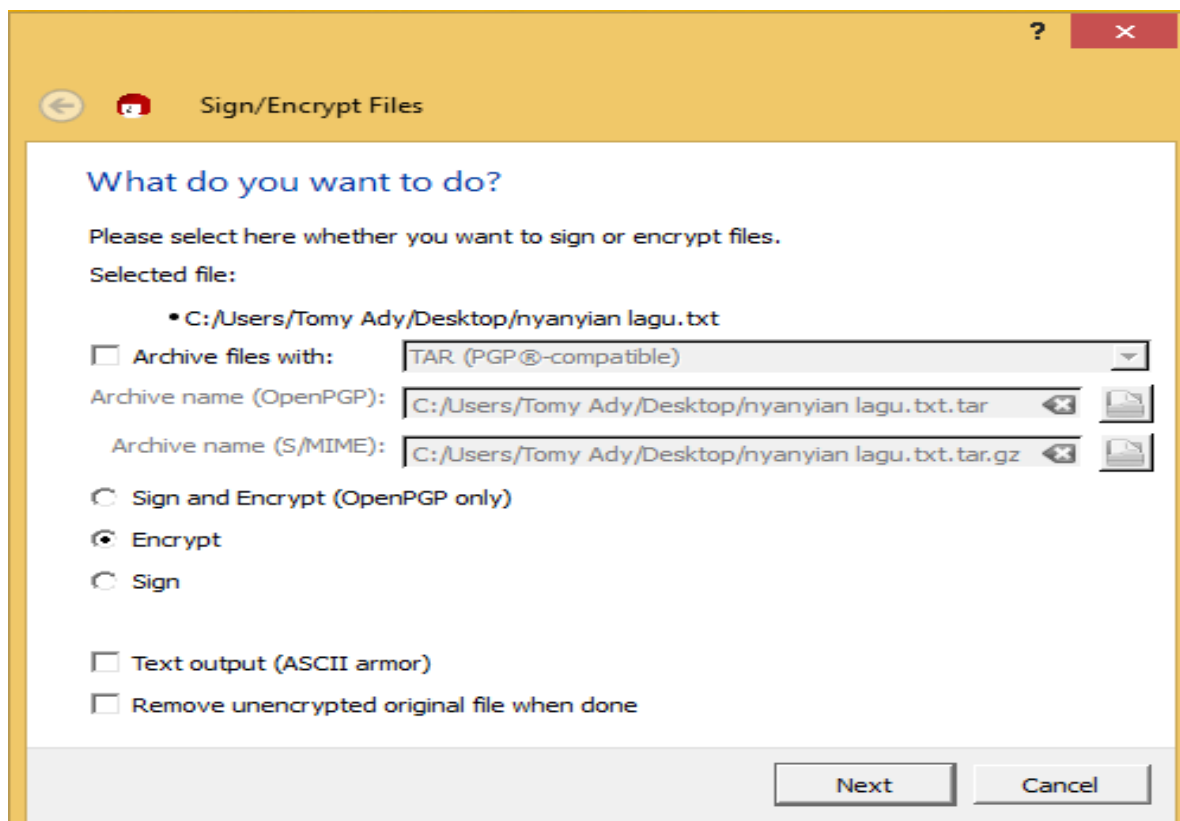 ?
Sign/Encrypt Files
What do you want to do?
Please select here whether you want to sign or encrypt files.
Selected file:
• C:/Users/Tomy Ady/Desktop/nyanyian lagu.txt
Archive files with: TAR (PGP®-compatible)
Archive name (OpenPGP): C:/Users/Tomy Ady/Desktop/nyanyian lagu.txt.tar
Archive name (S/MIME): C:/Users/Tomy Ady/Desktop/nyanyian lagu.txt.tar.gz
Sign and Encrypt (OpenPGP only)
Encrypt
Sign
Text output (ASCII armor)
Remove unencrypted original file when done
Next Cancel